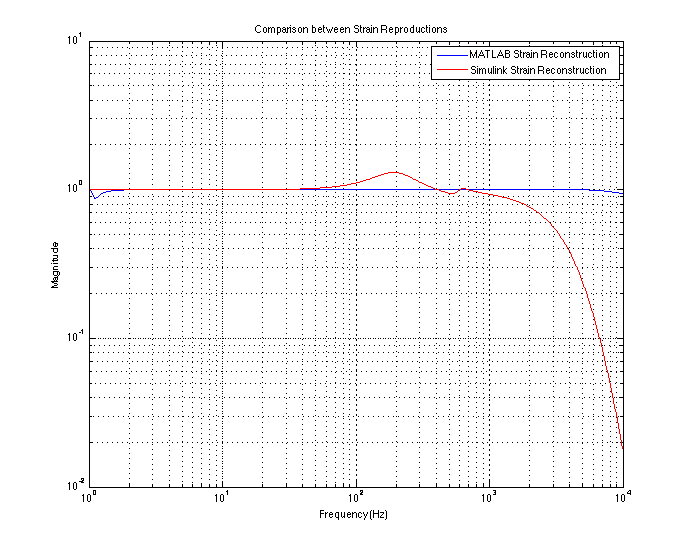 Comparison between Strain Reproductions
MATLAB Strain Reconstruction
Simulink Strain Reconstruction
10^1
10^0
10^-1
10^-2
Magnitude
10^0 10^1 10^2 10^3 10^4
Frequency(Hz)